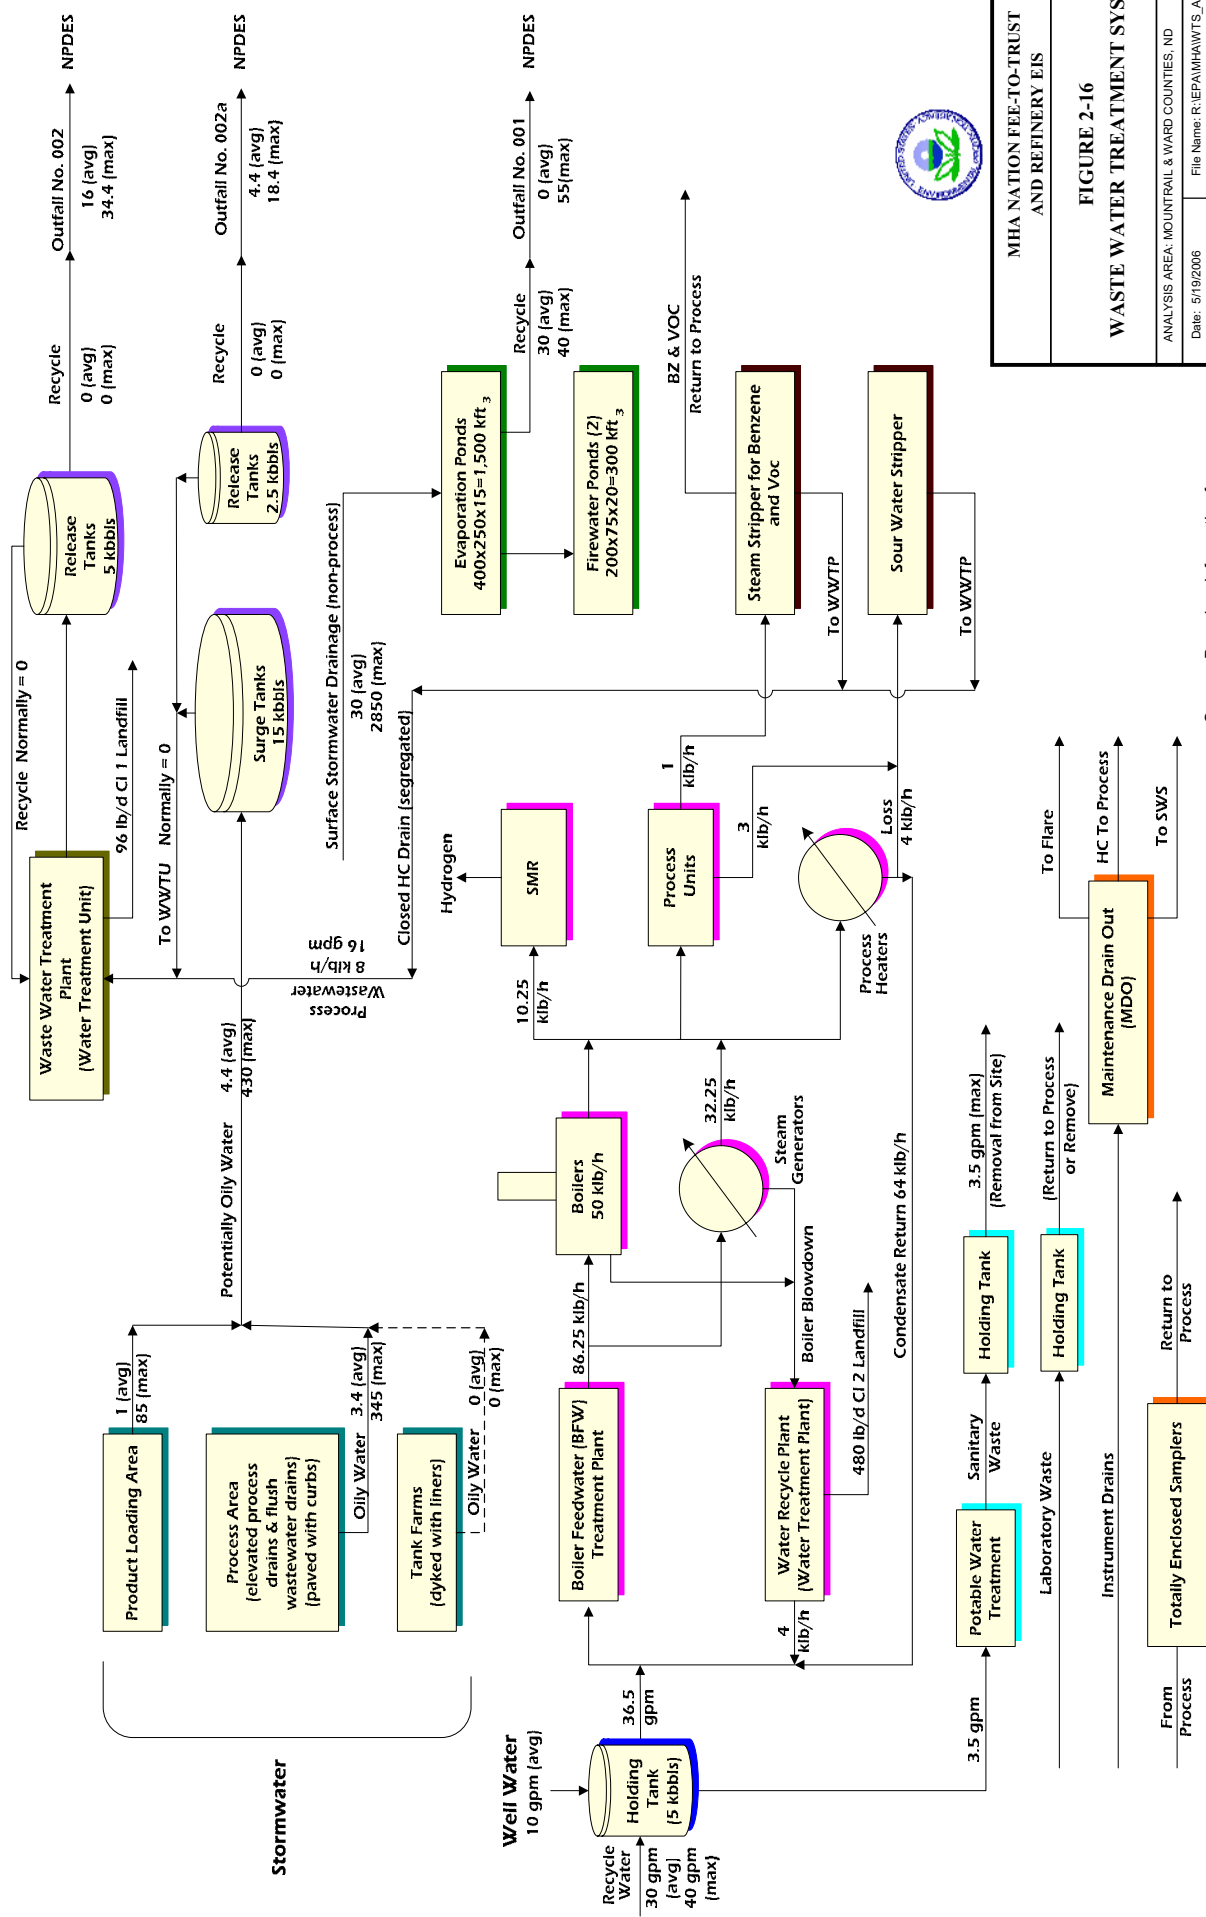 Stormwater
Product Loading Area
1 (avg)
85 (max)
Process Area
(elevated process
drains & flush
wastewater drains)
(paved with curbs)
Oily Water
3.4 (avg)
345 (max)
Tank Farms
(dyked with liners)
Oily Water
0 (avg)
0 (max)
Potentially Oily Water
4.4 (avg)
430 (max)
Waste Water Treatment
Plant
(Water Treatment Unit)
Recycle Normally = 0
96 lb/d Cl 1 Landfill
To WWTU Normally = 0
Surge Tanks
15 kbbls
Release
Tanks
5 kbbls
Recycle
0 (avg)
0 (max)
Outfall No. 002
16 (avg)
34.4 (max)
NPDES
Release
Tanks
2.5 kbbls
Recycle
0 (avg)
0 (max)
Outfall No. 002a
4.4 (avg)
18.4 (max)
NPDES
Process
Wastewater
8 klb/h
16 gpm
Surface Stormwater Drainage (non-process)
30 (avg)
2850 (max)
Closed HC Drain (segregated)
Evaporation Ponds
400x250x15=1,500 kft 3
Firewater Ponds (2)
200x75x20=300 kft 3
Recycle
30 (avg)
40 (max)
Outfall No. 001
0 (avg)
55(max)
NPDES
Well Water
10 gpm (avg)
Recycle
Water
30 gpm
(avg)
40 gpm
(max)
Holding
Tank
(5 kbbls)
36.5
gpm
Boiler Feedwater (BFW)
Treatment Plant
86.25 klb/h
Boilers
50 klb/h
Steam
Generators
32.25
klb/h
Boiler Blowdown
Water Recycle Plant
(Water Treatment Plant)
4
klb/h
480 lb/d Cl 2 Landfill
Condensate Return 64 klb/h
10.25
klb/h
SMR
Hydrogen
Process
Units
1
klb/h
3
klb/h
Process
Heaters
Loss
4 klb/h
Steam Stripper for Benzene
and Voc
BZ & VOC
Return to Process
To WWTP
Sour Water Stripper
To WWTP
3.5 gpm
Potable Water
Treatment
Sanitary
Waste
Holding Tank
3.5 gpm (max)
(Removal from Site)
Laboratory Waste
Holding Tank
(Return to Process
or Remove)
Instrument Drains
Maintenance Drain Out
(MDO)
To Flare
HC To Process
To SWS
From
Process
Totally Enclosed Samplers
Return to
Process
MHA NATION FEE-TO-TRUST
AND REFINERY EIS
FIGURE 2-16
WASTE WATER TREATMENT SYS
ANALYSIS AREA: MOUNTRAIL & WARD COUNTIES, ND
Date: 5/19/2006
File Name: R:\EPA\MHA\WTS_A